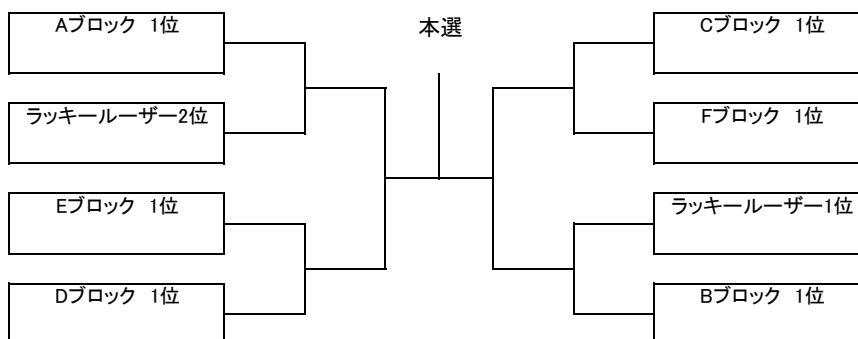 Aブロック 1位
本選
Cブロック 1位
ラッキールーザー2位
Fブロック 1位
Eブロック 1位
ラッキールーザー1位
Dブロック 1位
Bブロック 1位